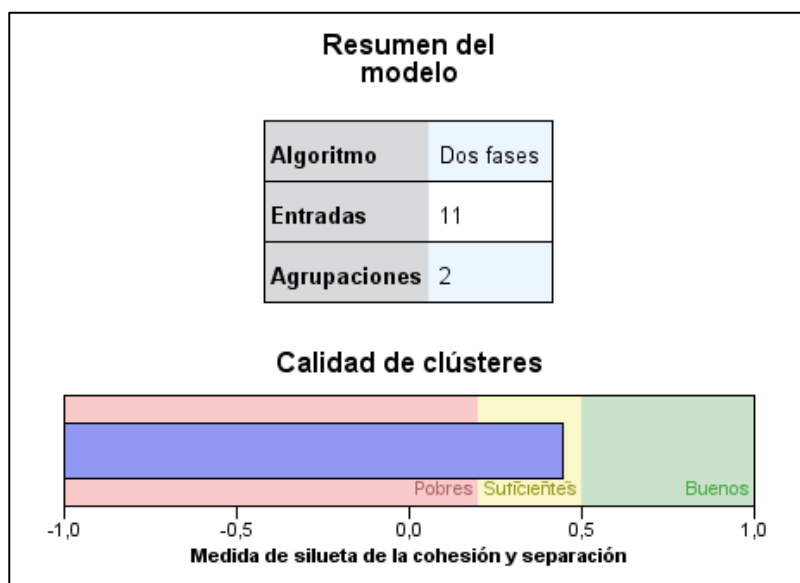 Resumen del
modelo
Algoritmo Dos fases
Entradas 11
Agrupaciones 2
Calidad de clústeres
Pobres Suficientes Buenos
-1,0 -0,5 0,0 0,5 1,0
Medida de silueta de la cohesión y separación